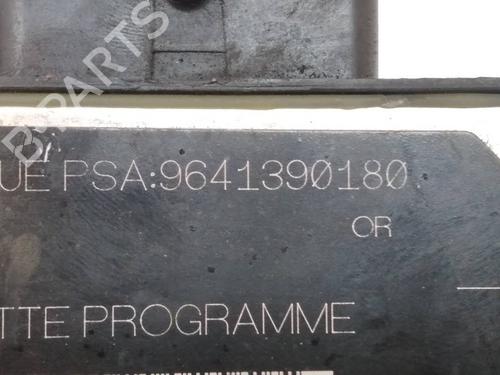 B-PARTS
UE PSA:9641390180
OR
TTE PROGRAMME